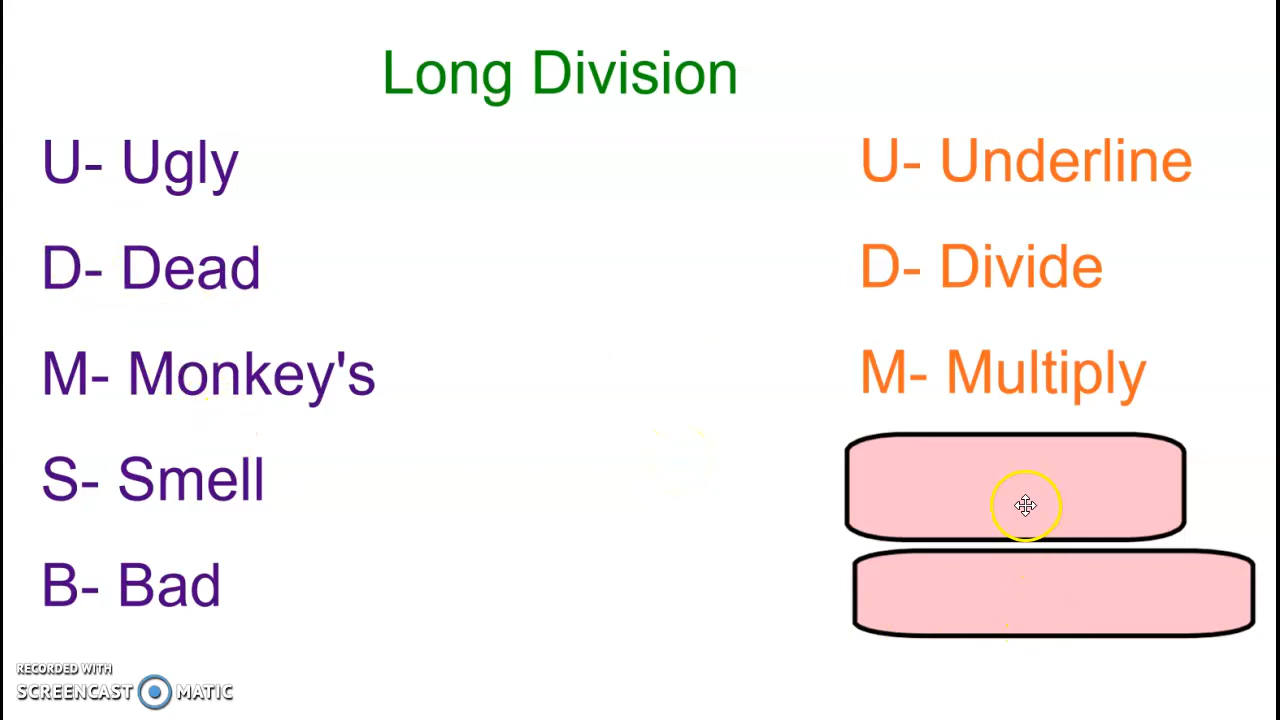 Long Division
U- Ugly
D- Dead
M- Monkey's
S- Smell
B- Bad
U- Underline
D- Divide
M- Multiply
RECORDED WITH
SCREENCAST MATIC